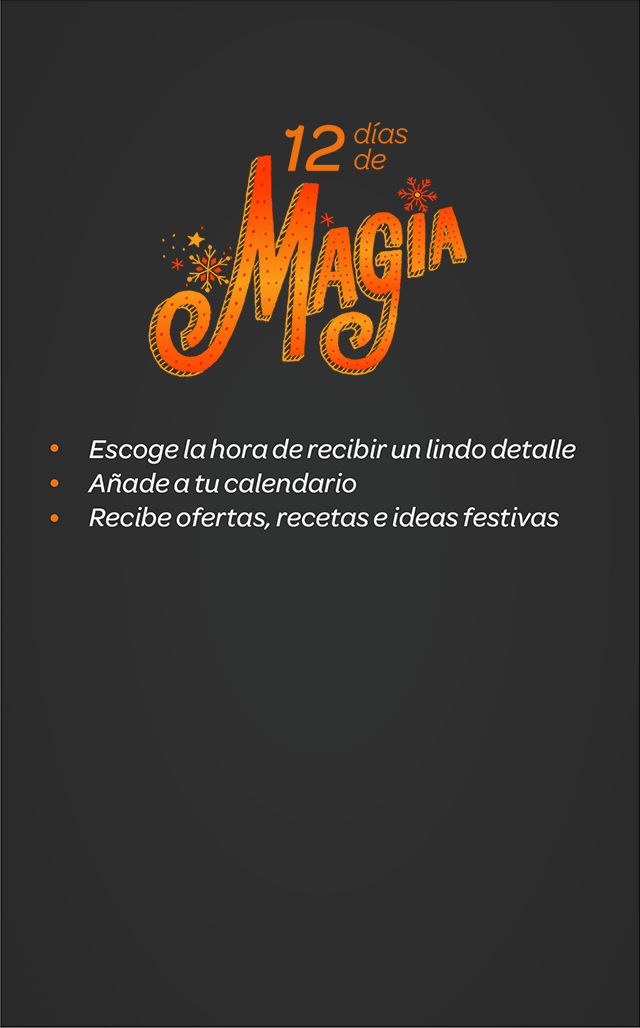 12 días
de
MAGIA
• Escoge la hora de recibir un lindo detalle
• Añade a tu calendario
• Recibe ofertas, recetas e ideas festivas